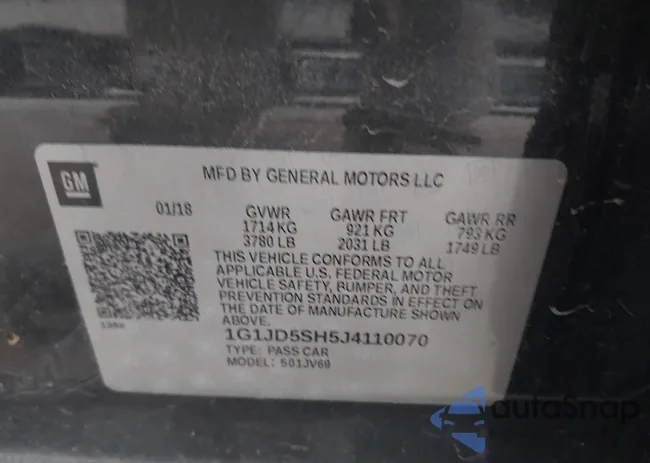 GM
MFD BY GENERAL MOTORS LLC
01/18 GVWR GAWR FRT GAWR RR
1714 KG 921 KG 793 KG
3780 LB 2031 LB 1749 LB
THIS VEHICLE CONFORMS TO ALL
APPLICABLE U.S. FEDERAL MOTOR
VEHICLE SAFETY, BUMPER, AND THEFT
PREVENTION STANDARDS IN EFFECT ON
THE DATE OF MANUFACTURE SHOWN
ABOVE.
1G1JD5SH5J4110070
TYPE: PASS CAR
MODEL: 501JV69
autoSnap